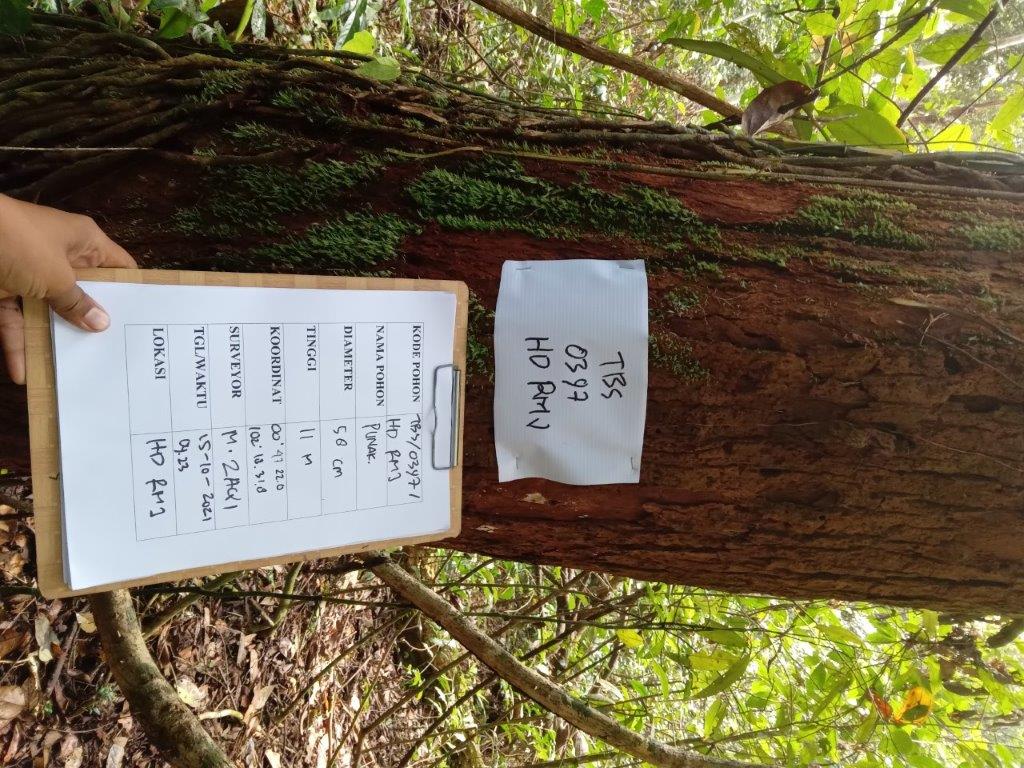 TBS
0397
HD RMJ
KODE POHON TBS/0397/
HD RMJ
NAMA POHON PUNAK.
DIAMETER 58 cm
TINGGI 11 M
KOORDINAT 00° 47 22.0
102° 18.31.8
SURVEYOR M. ZAQI
TGL/WAKTU 15-10-2021
09.23
LOKASI HD RMJ